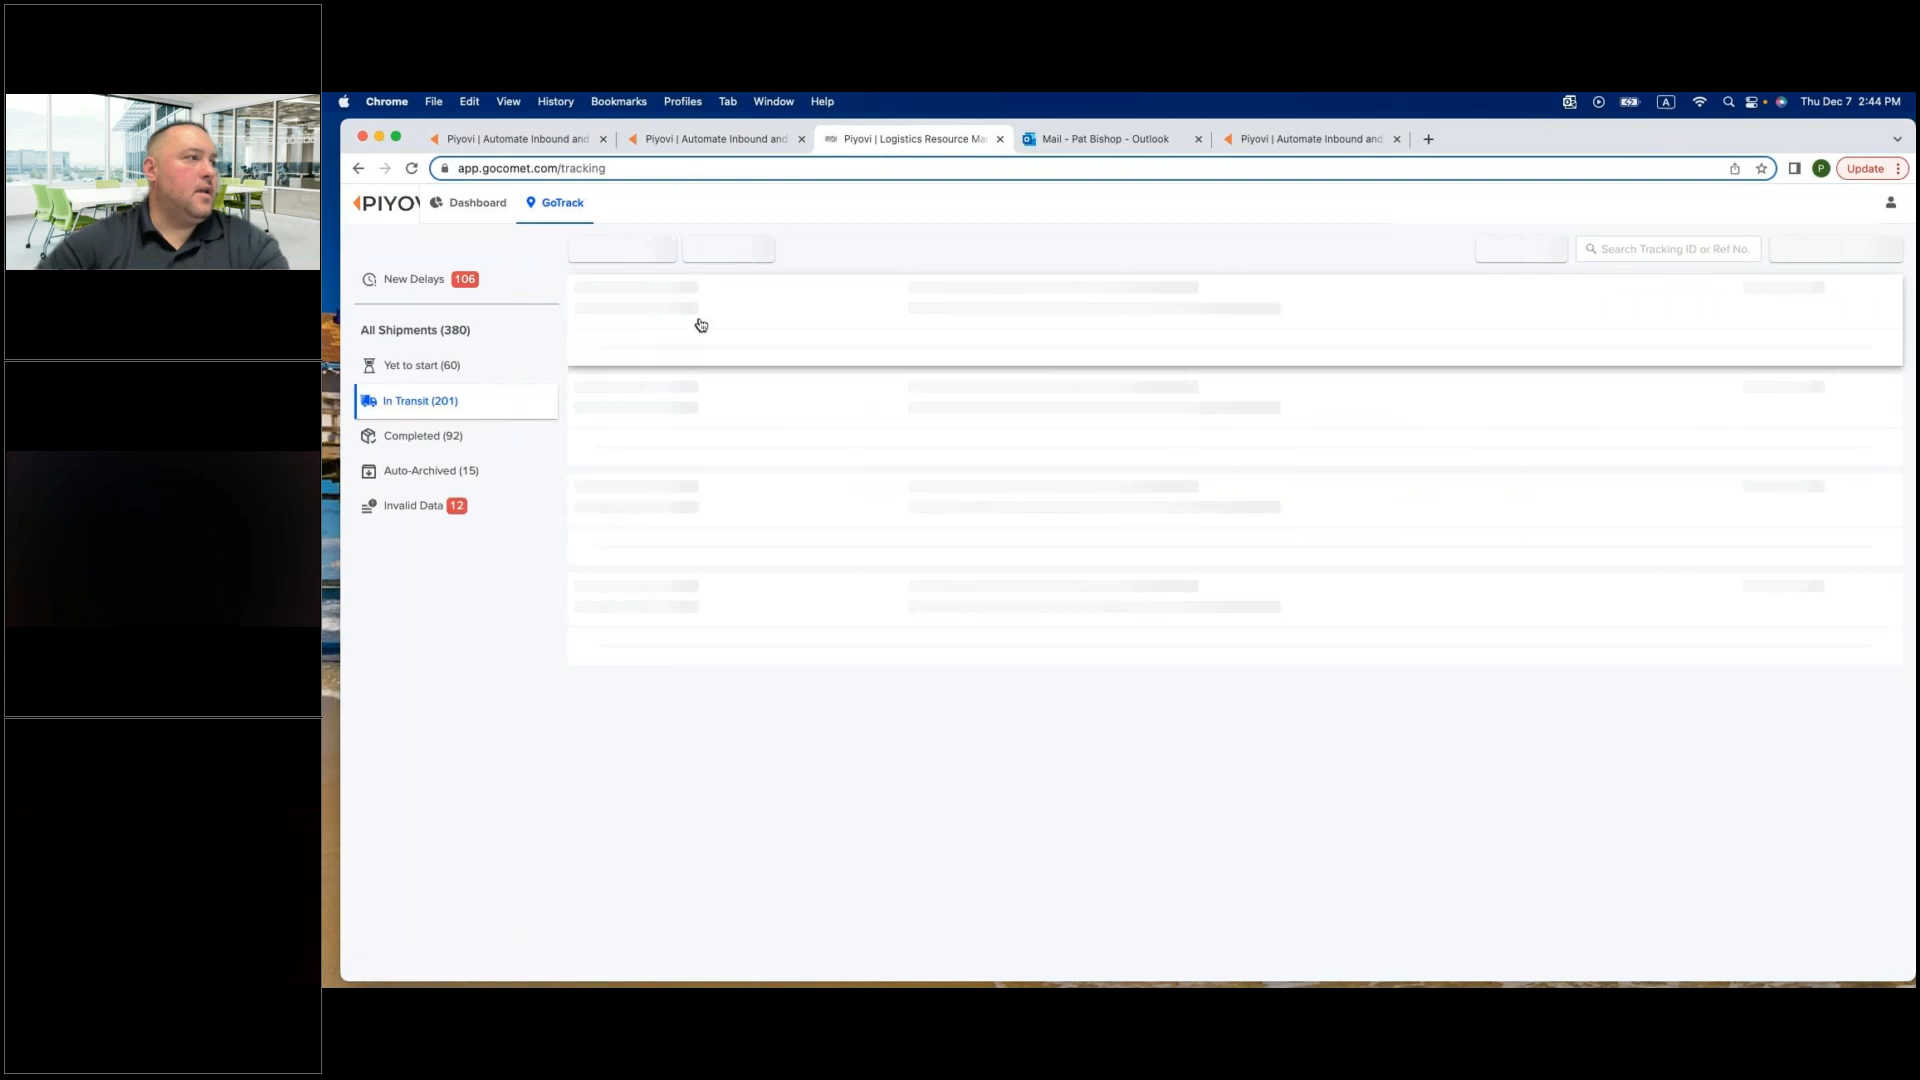 Chrome File Edit View History Bookmarks Profiles Tab Window Help
A
Thu Dec 7 2:44 PM
Piyovi | Automate Inbound and
Piyovi | Automate Inbound and
Piyovi | Logistics Resource Ma
Mail - Pat Bishop - Outlook
Piyovi | Automate Inbound and
app.gocomet.com/tracking
P
Update
PIYOV
Dashboard
GoTrack
Search Tracking ID or Ref No.
New Delays 106
All Shipments (380)
Yet to start (60)
In Transit (201)
Completed (92)
Auto-Archived (15)
Invalid Data 12